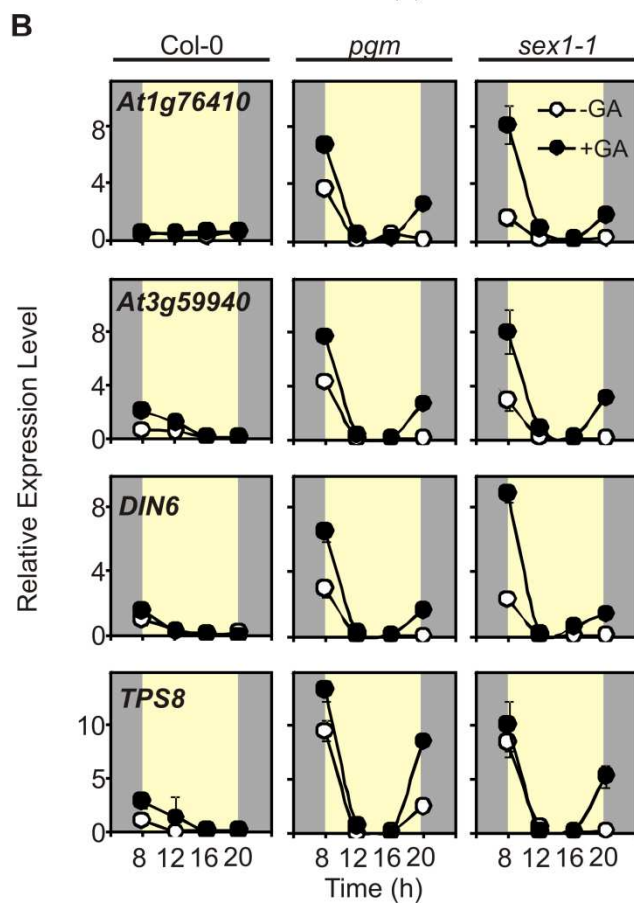 B
Col-0 pgm sex1-1
At1g76410
-GA
+GA
8
4
0
At3g59940
8
4
0
DIN6
8
4
0
TPS8
10
5
0
Relative Expression Level
8 12 16 20 8 12 16 20 8 12 16 20
Time (h)